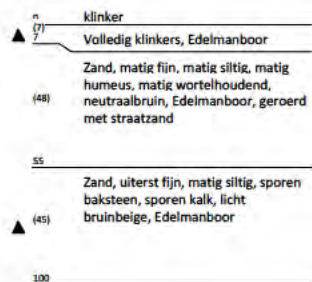 klinker
(7)
7
Volledig klinkers, Edelmanboor
Zand, matig fijn, matig siltig, matig
humeus, matig wortelhoudend,
(48)
neutraalbruin, Edelmanboor, geroerd
met straatzand
55
Zand, uiterst fijn, matig siltig, sporen
baksteen, sporen kalk, licht
(45)
bruinbeige, Edelmanboor
100